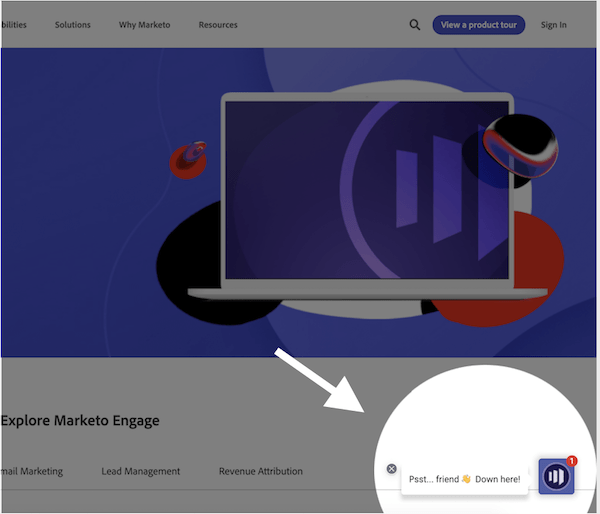 bilities Solutions Why Marketo Resources View a product tour Sign In
Explore Marketo Engage
mail Marketing Lead Management Revenue Attribution
1
Psst... friend 👋 Down here!